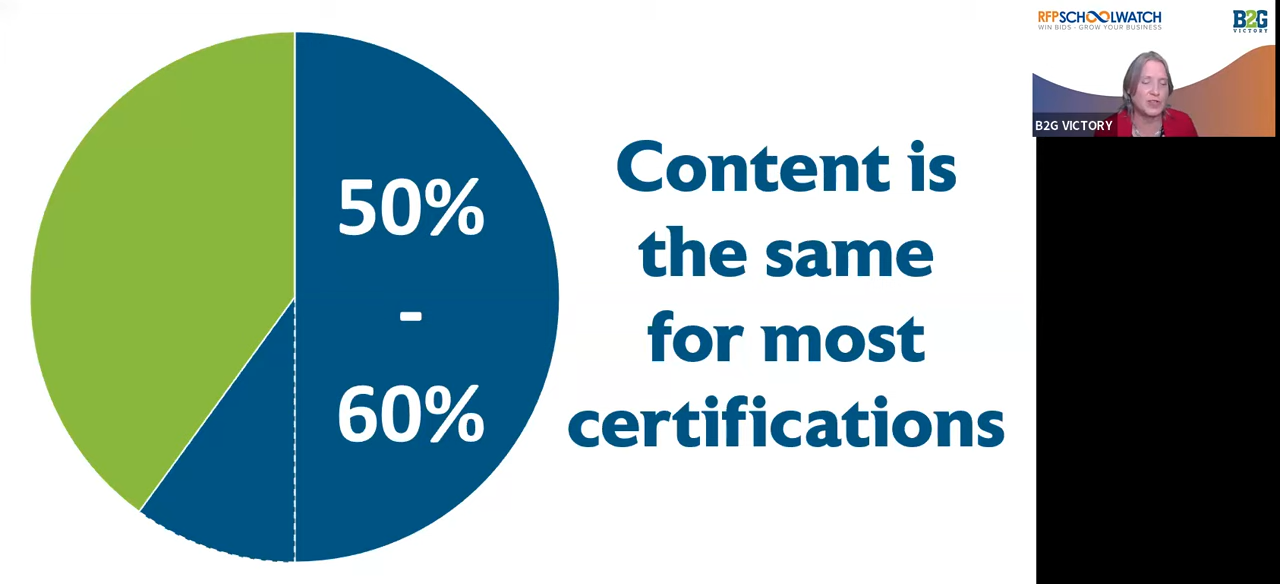 50%
-
60%
Content is
the same
for most
certifications
RFPSCHOOLWATCH
WIN BIDS - GROW YOUR BUSINESS
B2G
VICTORY
B2G VICTORY